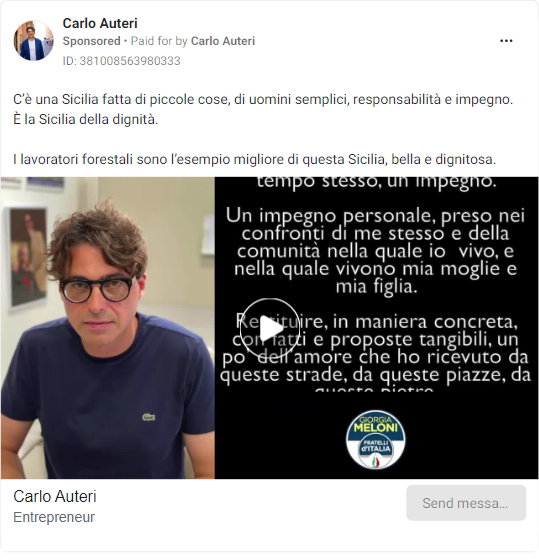 Carlo Auteri
Sponsored • Paid for by Carlo Auteri
ID: 381008563980333
C’è una Sicilia fatta di piccole cose, di uomini semplici, responsabilità e impegno.
È la Sicilia della dignità.
I lavoratori forestali sono l’esempio migliore di questa Sicilia, bella e dignitosa.
tempo stesso, un impegno.
Un impegno personale, preso nei
confronti di me stesso e della
comunità nella quale io vivo, e
nella quale vivono mia moglie e
mia figlia.
Restituire, in maniera concreta,
con fatti e proposte tangibili, un
po' dell'amore che ho ricevuto da
queste strade, da queste piazze, da
queste pietre
GIORGIA
MELONI
FRATELLI
d'ITALIA
Carlo Auteri
Entrepreneur
Send messa...